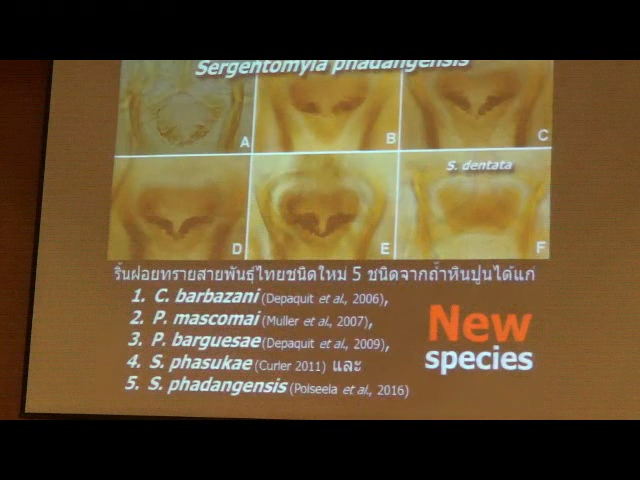 Sergentomyia phadangensis
A
B
C
S. dentata
D
E
F
ริ้นฝอยทรายสายพันธุ์ไทยชนิดใหม่ 5 ชนิดจากถ้ำหินปูนได้แก่
1. C. barbazani (Depaquit et al., 2006),
2. P. mascomai (Muller et al., 2007),
3. P. barguesae (Depaquit et al., 2009),
4. S. phasukae (Curler 2011) และ
5. S. phadangensis (Polseela et al., 2016)
New
species